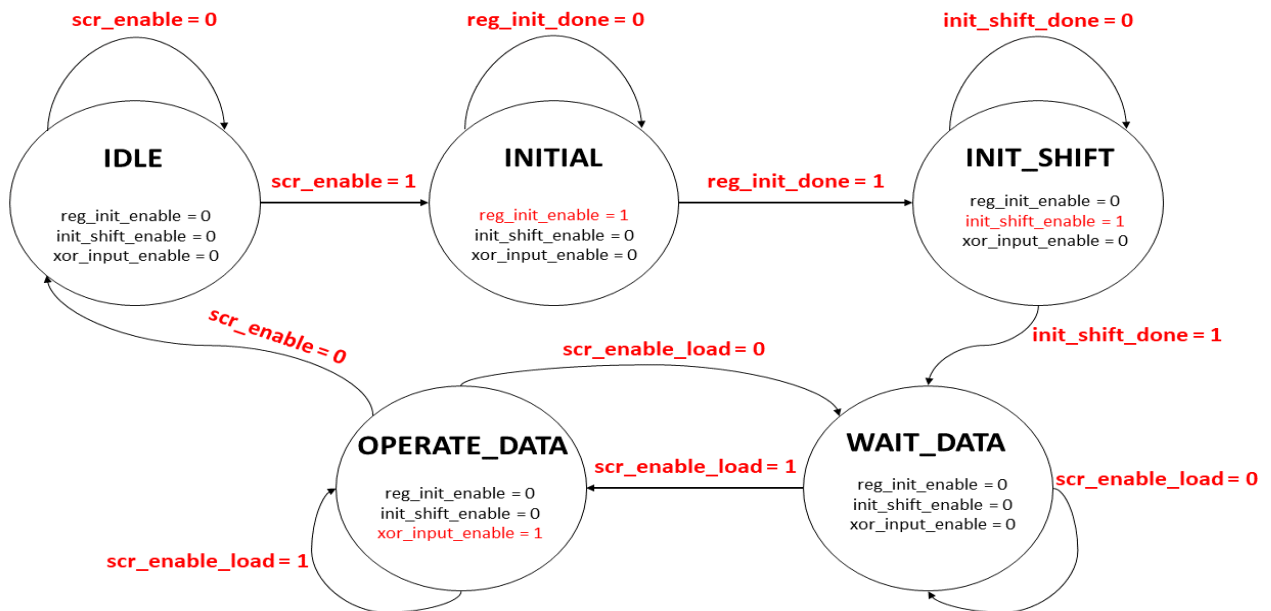 scr_enable = 0
reg_init_done = 0
init_shift_done = 0
IDLE
reg_init_enable = 0
init_shift_enable = 0
xor_input_enable = 0
scr_enable = 1
INITIAL
reg_init_enable = 1
init_shift_enable = 0
xor_input_enable = 0
reg_init_done = 1
INIT_SHIFT
reg_init_enable = 0
init_shift_enable = 1
xor_input_enable = 0
scr_enable = 0
scr_enable_load = 0
init_shift_done = 1
OPERATE_DATA
reg_init_enable = 0
init_shift_enable = 0
xor_input_enable = 1
scr_enable_load = 1
scr_enable_load = 1
WAIT_DATA
reg_init_enable = 0
init_shift_enable = 0
xor_input_enable = 0
scr_enable_load = 0